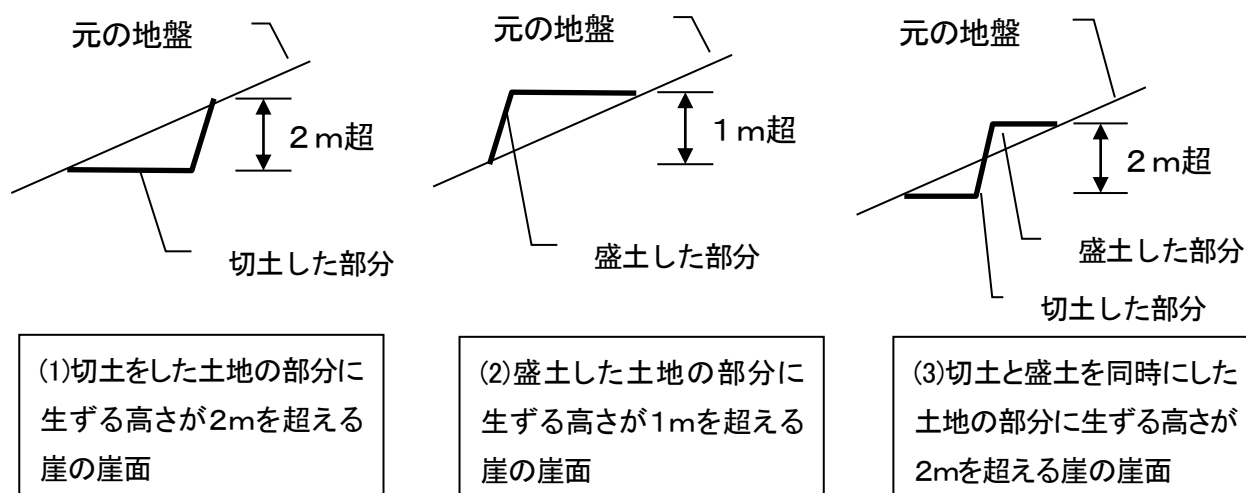 元の地盤
2m超
切土した部分
(1)切土をした土地の部分に
生ずる高さが2mを超える
崖の崖面
元の地盤
1m超
盛土した部分
(2)盛土した土地の部分に
生ずる高さが1mを超える
崖の崖面
元の地盤
2m超
盛土した部分
切土した部分
(3)切土と盛土を同時にした
土地の部分に生ずる高さが
2mを超える崖の崖面